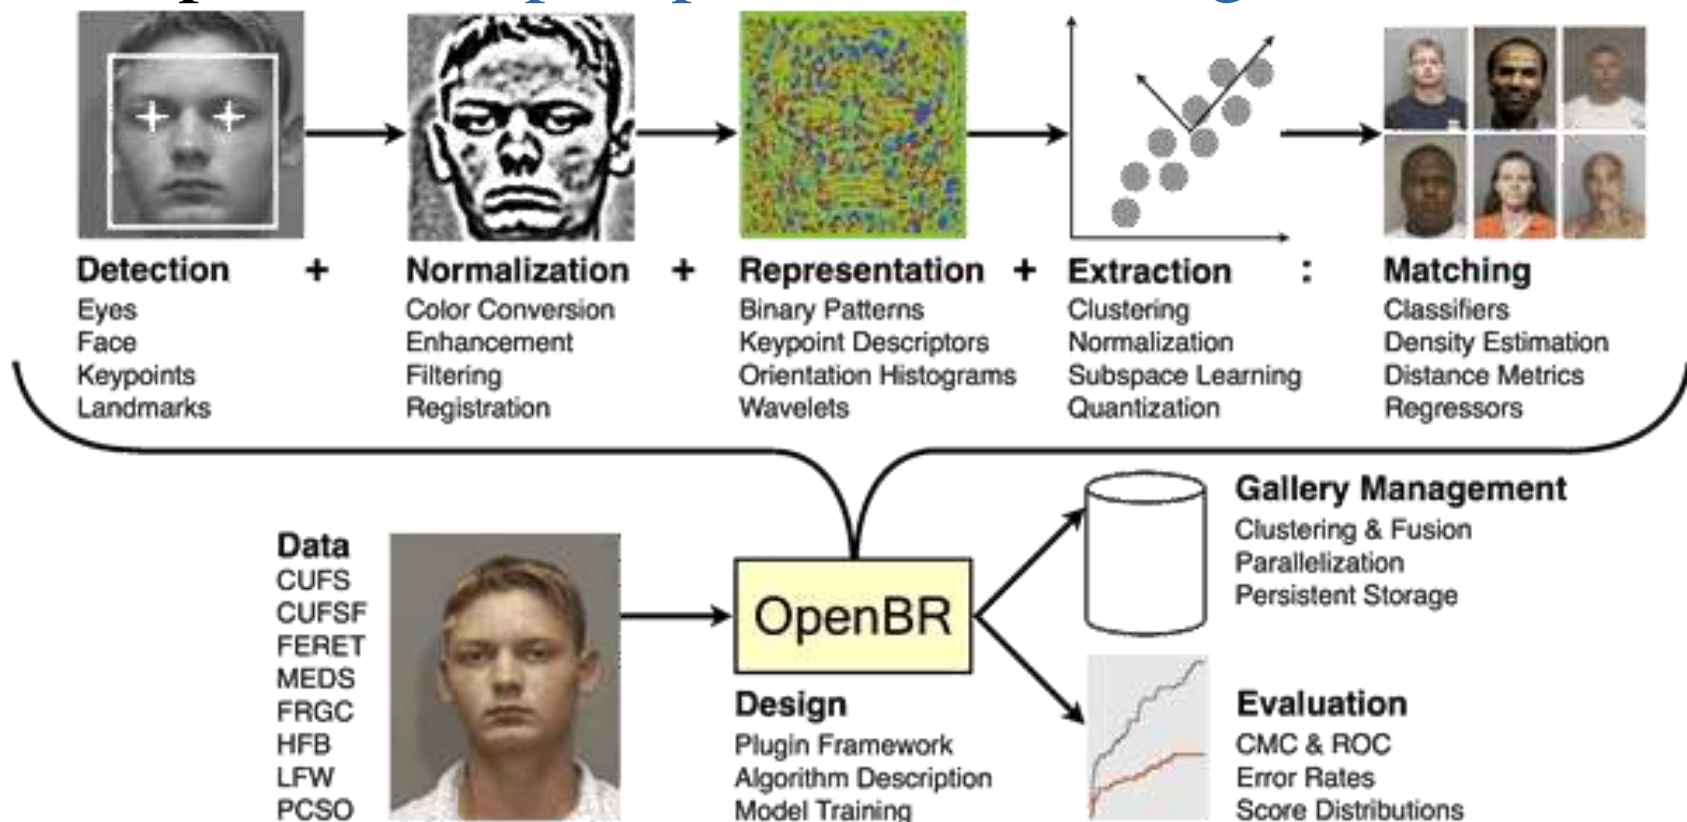 Detection + Normalization + Representation + Extraction : Matching
Eyes
Face
Keypoints
Landmarks
Color Conversion
Enhancement
Filtering
Registration
Binary Patterns
Keypoint Descriptors
Orientation Histograms
Wavelets
Clustering
Normalization
Subspace Learning
Quantization
Classifiers
Density Estimation
Distance Metrics
Regressors
Data
CUFS
CUFSF
FERET
MEDS
FRGC
HFB
LFW
PCSO
OpenBR
Design
Plugin Framework
Algorithm Description
Model Training
Gallery Management
Clustering & Fusion
Parallelization
Persistent Storage
Evaluation
CMC & ROC
Error Rates
Score Distributions